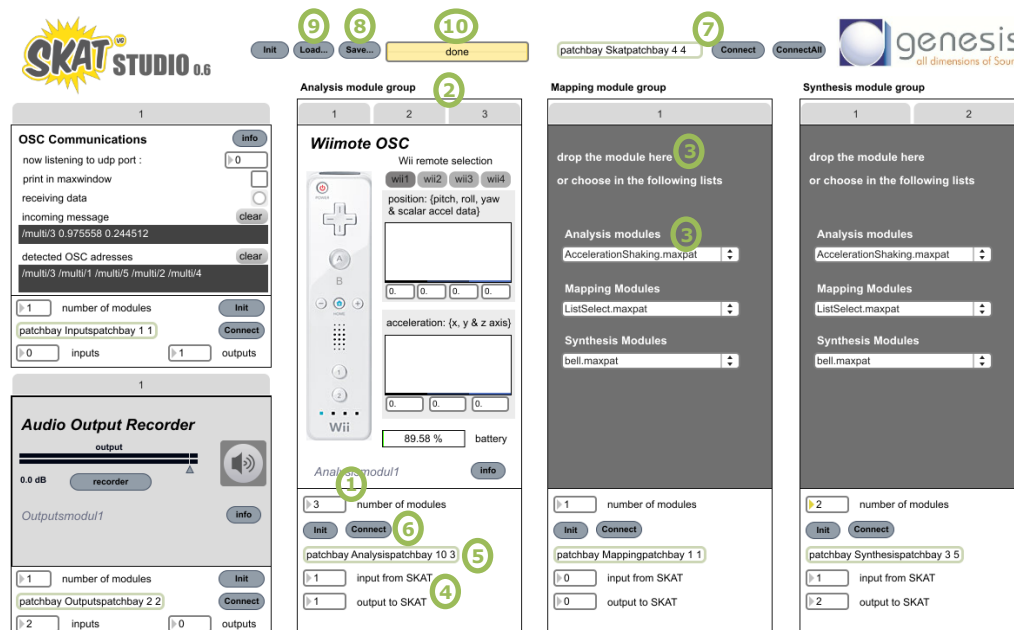 SKAT VG STUDIO 0.6
Init
9
Load...
8
Save...
10
done
patchbay Skatpatchbay 4 4
7
Connect
ConnectAll
genesis
all dimensions of Sour
1
OSC Communications
info
now listening to udp port :
0
print in maxwindow
receiving data
incoming message
clear
/multi/3 0.975558 0.244512
detected OSC adresses
clear
/multi/3 /multi/1 /multi/5 /multi/2 /multi/4
1 number of modules
Init
patchbay Inputspatchbay 1 1
Connect
0 inputs 1 outputs
1
Audio Output Recorder
output
0.0 dB
recorder
Outputsmodul1
info
1 number of modules
Init
patchbay Outputspatchbay 2 2
Connect
2 inputs 0 outputs
Analysis module group
2
1 2 3
Wiimote OSC
Wii remote selection
wii1 wii2 wii3 wii4
position: {pitch, roll, yaw
& scalar accel data}
0. 0. 0. 0.
acceleration: {x, y & z axis}
0. 0. 0.
POWER
A
B
HOME
1
2
Wii
89.58 % battery
Analysismodul1
info
1
3 number of modules
Init
Connect
6
patchbay Analysispatchbay 10 3
5
1 input from SKAT
4
1 output to SKAT
Mapping module group
1
drop the module here
3
or choose in the following lists
Analysis modules
3
AccelerationShaking.maxpat
Mapping Modules
ListSelect.maxpat
Synthesis Modules
bell.maxpat
1 number of modules
Init
Connect
patchbay Mappingpatchbay 1 1
0 input from SKAT
0 output to SKAT
Synthesis module group
1 2
drop the module here
or choose in the following lists
Analysis modules
AccelerationShaking.maxpat
Mapping Modules
ListSelect.maxpat
Synthesis Modules
bell.maxpat
2 number of modules
Init
Connect
patchbay Synthesispatchbay 3 5
1 input from SKAT
2 output to SKAT